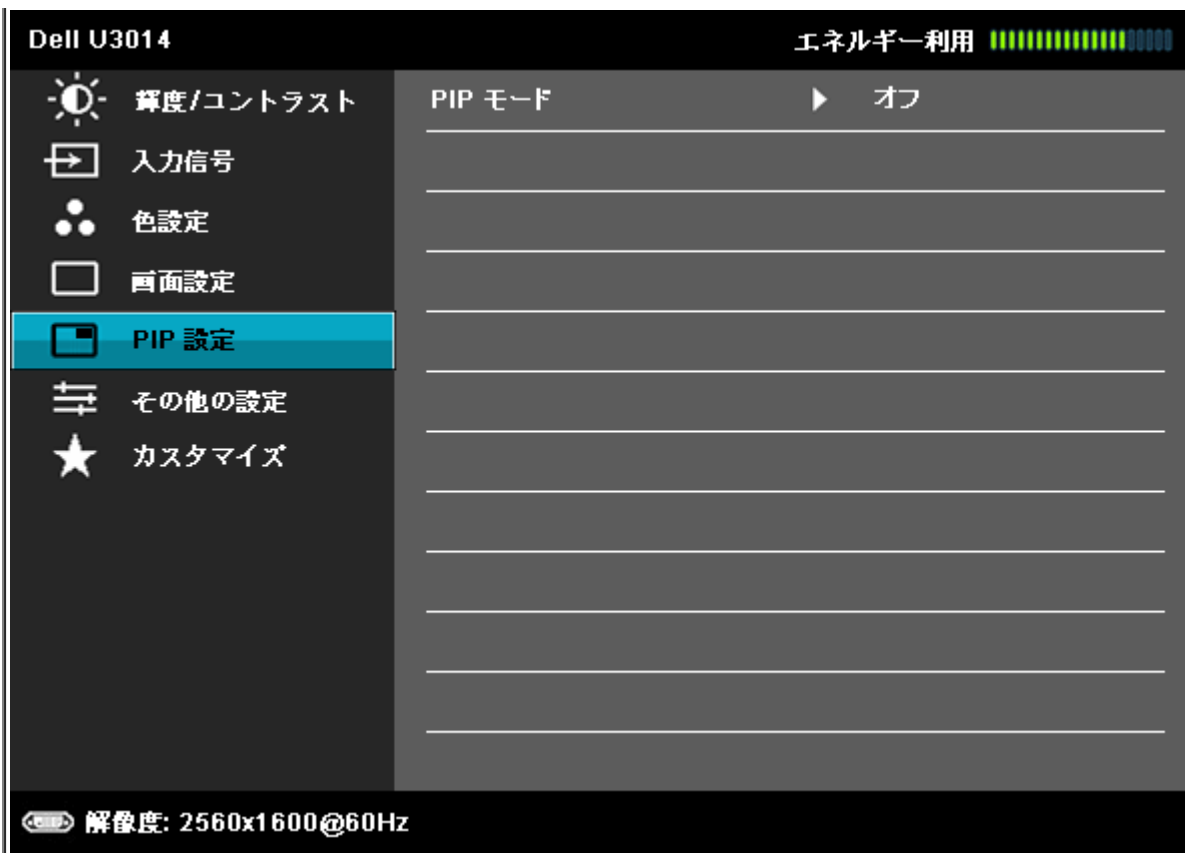 Dell U3014
エネルギー利用
輝度/コントラスト
PIP モード オフ
入力信号
色設定
画面設定
PIP 設定
その他の設定
カスタマイズ
解像度: 2560x1600@60Hz